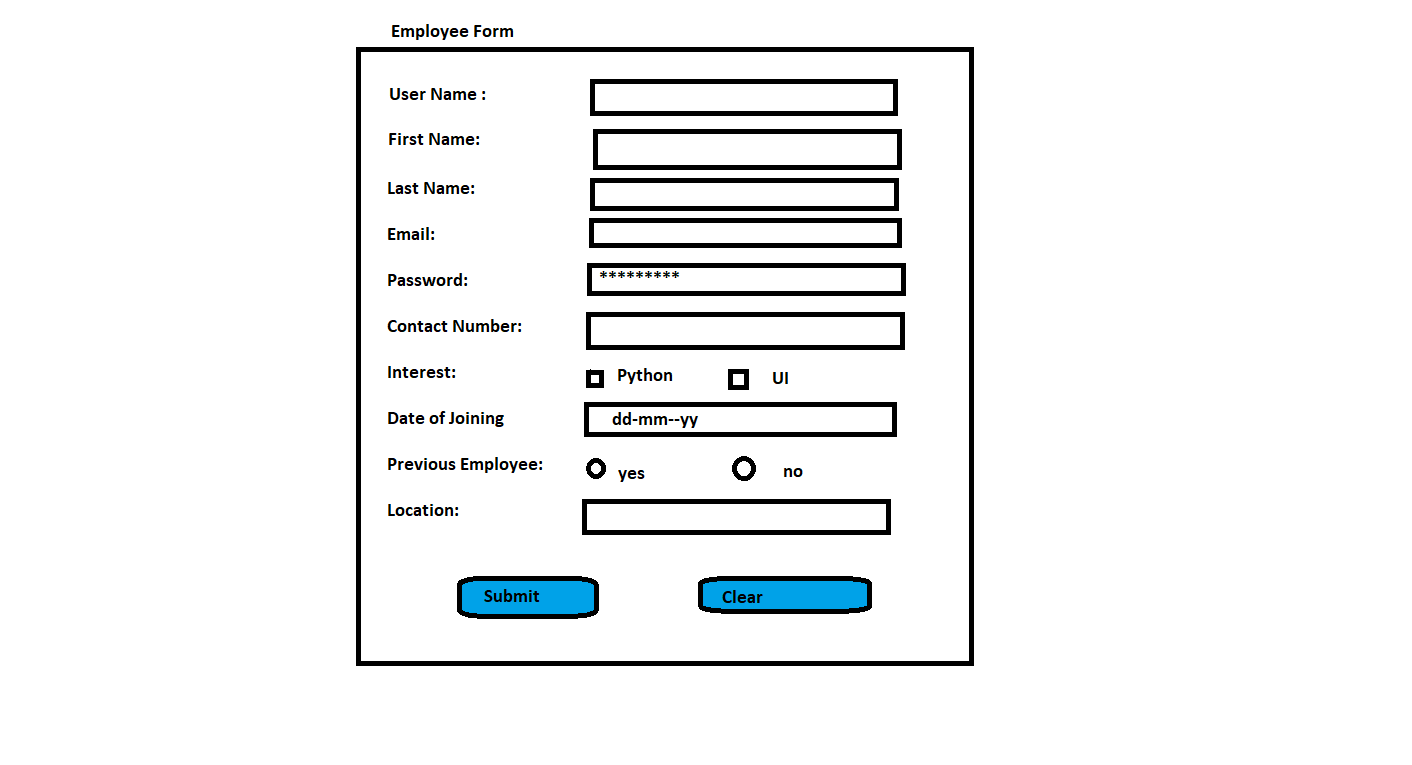 Employee Form
User Name :
First Name:
Last Name:
Email:
Password: *********
Contact Number:
Interest: Python UI
Date of Joining dd-mm--yy
Previous Employee: yes no
Location:
Submit Clear